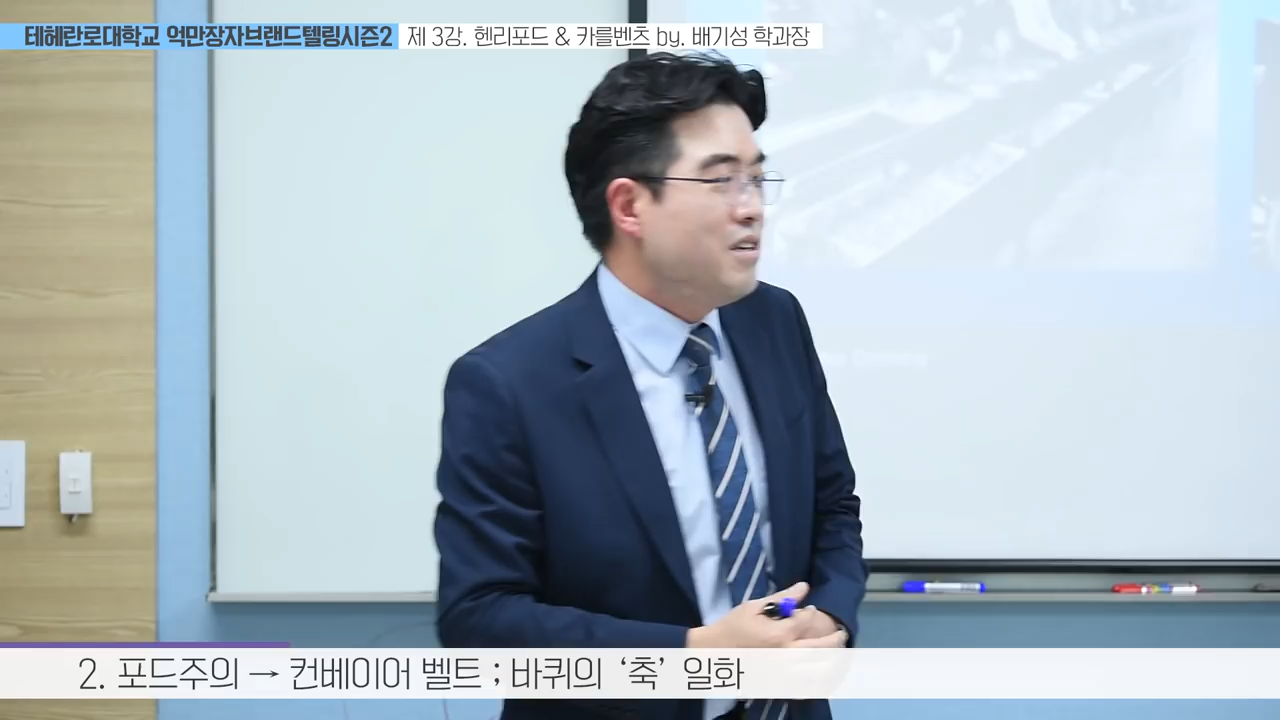 테헤란로대학교 억만장자브랜드텔링시즌2 제 3강. 헨리포드 & 카를벤츠 by. 배기성 학과장
2. 포드주의 → 컨베이어 벨트 ; 바퀴의 ‘축’ 일화